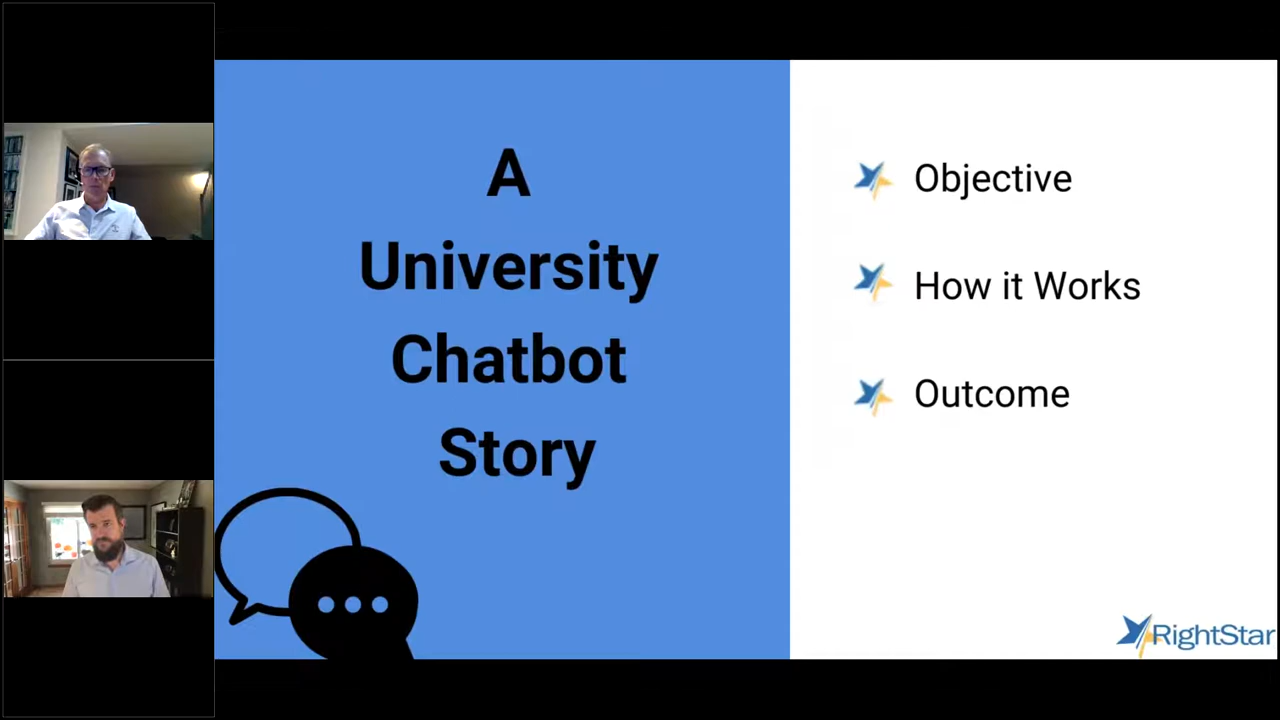 A
University
Chatbot
Story
Objective
How it Works
Outcome
RightStar